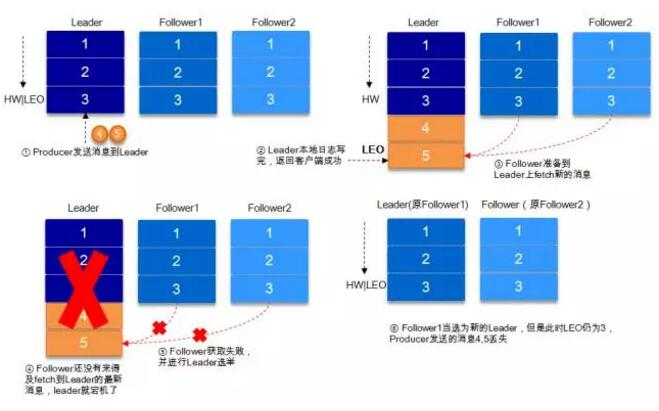 Leader Follower1 Follower2
1 1 1
2 2 2
HW|LEO 3 3 3
④ ⑤
① Producer发送消息到Leader
Leader Follower1 Follower2
1 1 1
2 2 2
HW 3 3 3
4
LEO 5
② Leader本地日志写
完，返回客户端成功
③ Follower准备到
Leader上fetch新的消息
Leader Follower1 Follower2
1 1 1
2 2 2
3 3
4
5
④ Follower还没有来得
及fetch到Leader的最新
消息，leader就宕机了
⑤ Follower获取失败，
并进行Leader选举
Leader(原Follower1) Follower（原Follower2）
1 1
2 2
HW|LEO 3 3
⑥ Follower1当选为新的Leader，但是此时LEO仍为3，
Producer发送的消息4,5丢失